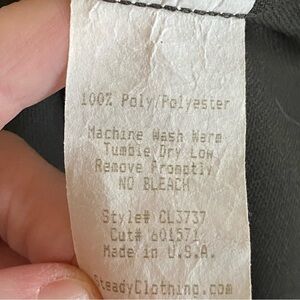 100% Poly/Polyester
Machine Wash Warm
Tumble Dry Low
Remove Promptly
NO BLEACH
Style# CL3737
Cut# 601571
Made in U.S.A.
SteadyClothing.com